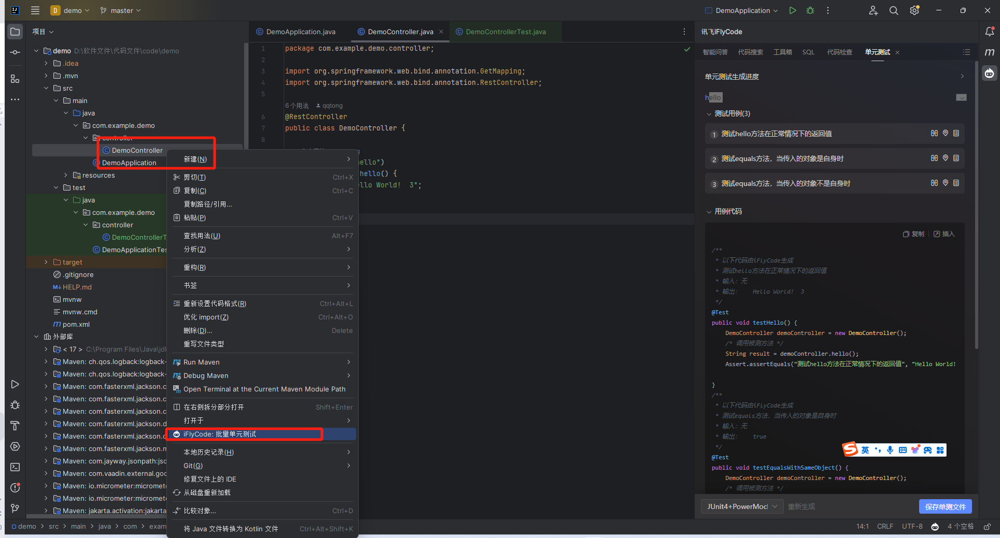 D demo master DemoApplication
项目
DemoApplication.java DemoController.java DemoControllerTest.java
讯飞iFlyCode
demo D:\软件文件\代码文件\code\demo
.idea
.mvn
src
main
java
com.example.demo
controller
DemoController
DemoApplication
resources
test
java
com.example.demo
controller
DemoControllerT
DemoApplicationTes
target
.gitignore
M↓ HELP.md
mvnw
mvnw.cmd
m pom.xml
外部库
< 17 > C:\Program Files\Java\jd
Maven: ch.qos.logback:logback-
Maven: ch.qos.logback:logback-
Maven: com.fasterxml.jackson.c
Maven: com.fasterxml.jackson.c
Maven: com.fasterxml.jackson.c
Maven: com.fasterxml.jackson.d
Maven: com.fasterxml.jackson.
Maven: com.fasterxml.jackson.m
Maven: com.jayway.jsonpath:jso
Maven: com.vaadin.external.goo
Maven: io.micrometer:micromete
Maven: io.micrometer:micromete
Maven: jakarta.activation:jakarta
1 package com.example.demo.controller;
2
3 import org.springframework.web.bind.annotation.GetMapping;
4 import org.springframework.web.bind.annotation.RestController;
5
6 个用法 qqtong
6 @RestController
7 public class DemoController {
8
ello")
hello() {
llo World!  3";
新建(N)
剪切(T) Ctrl+X
复制(C) Ctrl+C
复制路径/引用...
粘贴(P) Ctrl+V
查找用法(U) Alt+F7
分析(Z)
重构(R)
书签
重新设置代码格式(R) Ctrl+Alt+L
优化 import(Z) Ctrl+Alt+O
删除(D)... Delete
重写文件类型
Run Maven
Debug Maven
Open Terminal at the Current Maven Module Path
在右侧拆分部分打开 Shift+Enter
打开于
iFlyCode: 批量单元测试
本地历史记录(H)
Git(G)
修复文件上的 IDE
从磁盘重新加载
比较对象... Ctrl+D
将 Java 文件转换为 Kotlin 文件 Ctrl+Alt+Shift+K
智能问答 代码搜索 工具箱 SQL 代码检查 单元测试
单元测试生成进度
hello
测试用例(3)
1 测试hello方法在正常情况下的返回值
2 测试equals方法，当传入的对象是自身时
3 测试equals方法，当传入的对象不是自身时
用例代码
复制 插入
/**
* 以下代码由iFlyCode生成
* 测试hello方法在正常情况下的返回值
* 输入：无
* 输出：  Hello World!  3
*/
@Test
public void testHello() {
DemoController demoController = new DemoController();
/* 调用被测方法 */
String result = demoController.hello();
Assert.assertEquals("测试hello方法在正常情况下的返回值", "Hello World!
}
/**
* 以下代码由iFlyCode生成
* 测试equals方法，当传入的对象是自身时
* 输入：无
* 输出：  true
*/
@Test
public void testEqualsWithSameObject() {
DemoController demoController = new DemoController();
/* 调用被测方法 */
英
JUnit4+PowerMoc 重新生成 保存单测文件
demo > src > main > java > com > exam
14:1 CRLF UTF-8 4 个空格